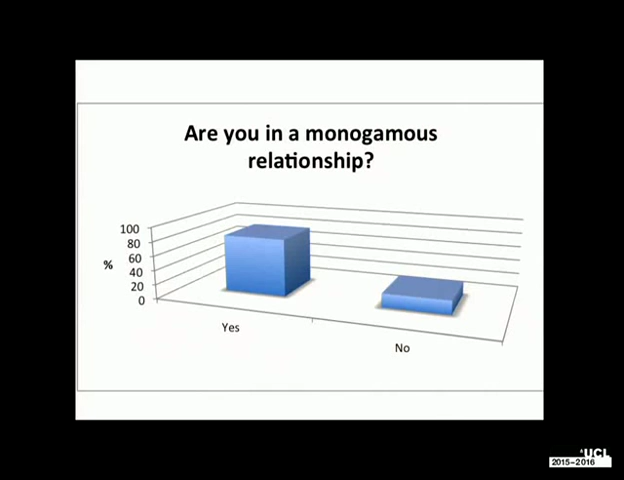 Are you in a monogamous
relationship?
100
80
60
40
20
0
%
Yes
No
UCL
2015-2016